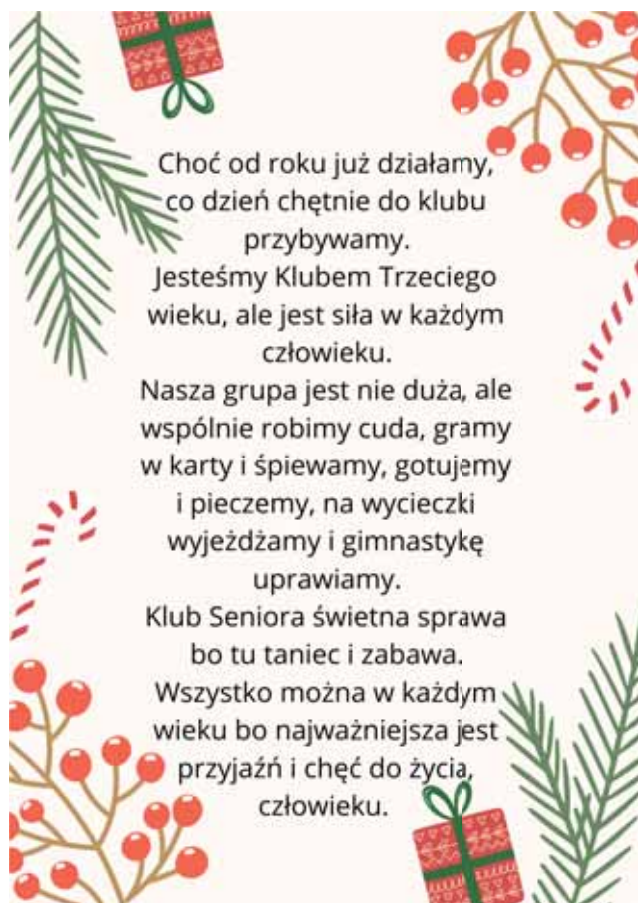 Choć od roku już działamy,
co dzień chętnie do klubu
przybywamy.
Jesteśmy Klubem Trzeciego
wieku, ale jest siła w każdym
człowieku.
Nasza grupa jest nie duża, ale
wspólnie robimy cuda, gramy
w karty i śpiewamy, gotujemy
i pieczemy, na wycieczki
wyjeżdżamy i gimnastykę
uprawiamy.
Klub Seniora świetna sprawa
bo tu taniec i zabawa.
Wszystko można w każdym
wieku bo najważniejsza jest
przyjaźń i chęć do życia,
człowieku.